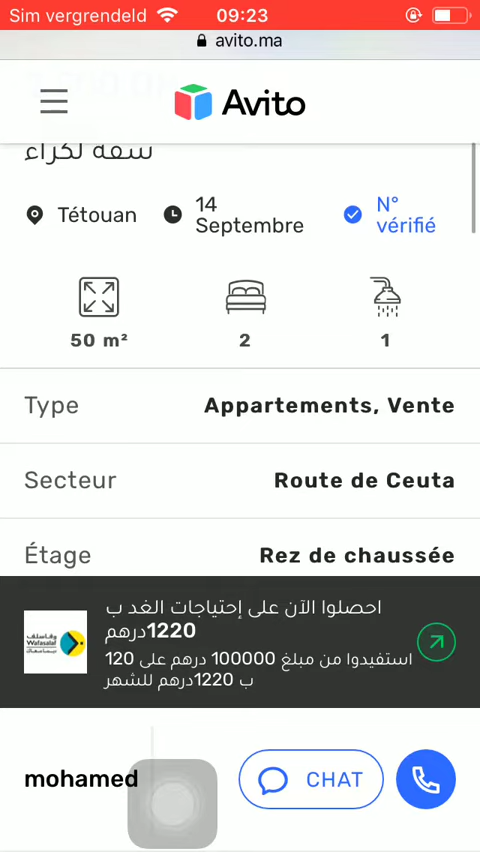 Sim vergrendeld 09:23
avito.ma
Avito
شقة لكراء
Tétouan
14
Septembre
N°
vérifié
50 m² 2 1
Type Appartements, Vente
Secteur Route de Ceuta
Étage Rez de chaussée
احصلوا الآن على إحتياجات الغد ب
1220درهم
استفيدوا من مبلغ 100000 درهم على 120
ب 1220درهم للشهر
وفاسلف
Wafasalaf
mohamed CHAT